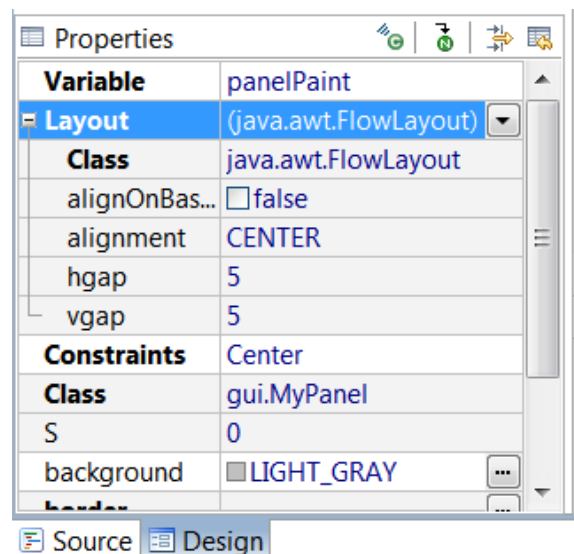 Properties
Variable panelPaint
Layout (java.awt.FlowLayout)
Class java.awt.FlowLayout
alignOnBas... false
alignment CENTER
hgap 5
vgap 5
Constraints Center
Class gui.MyPanel
S 0
background LIGHT_GRAY ...
border ...
Source Design